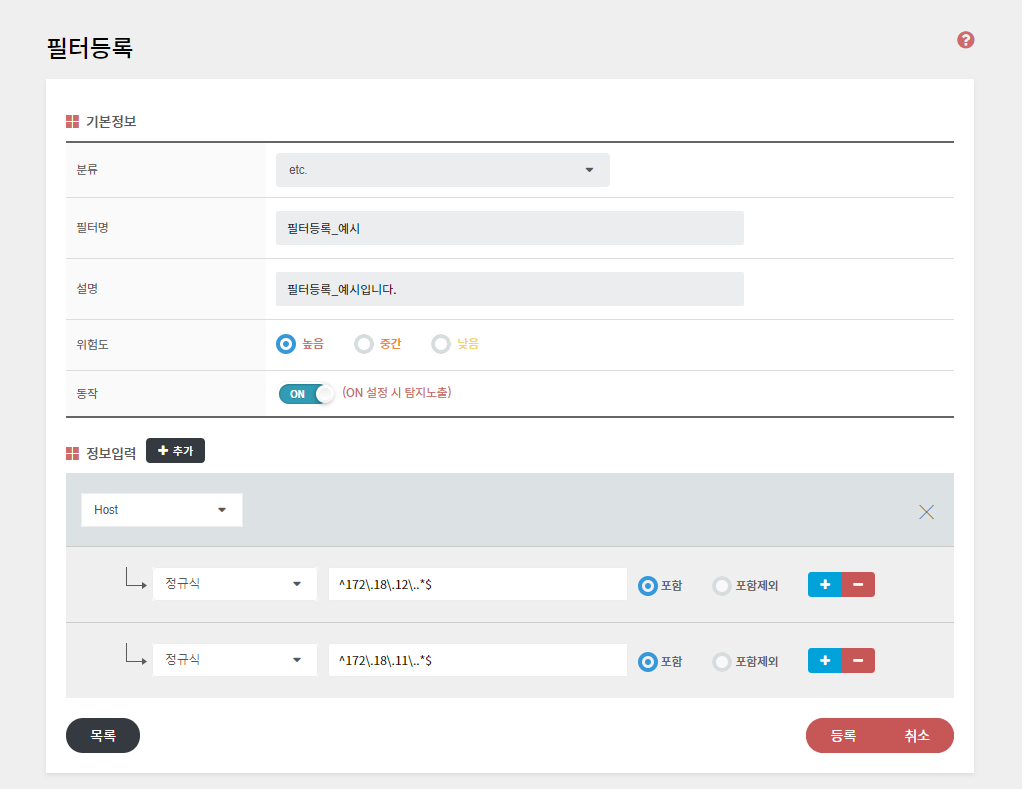 필터등록
?
기본정보
분류 etc.
필터명 필터등록_예시
설명 필터등록_예시입니다.
위험도 높음 중간 낮음
동작 ON (ON 설정 시 탐지노출)
정보입력 + 추가
Host
정규식 ^172\.18\.12\..*$ 포함 포함제외 + -
정규식 ^172\.18\.11\..*$ 포함 포함제외 + -
목록 등록 취소